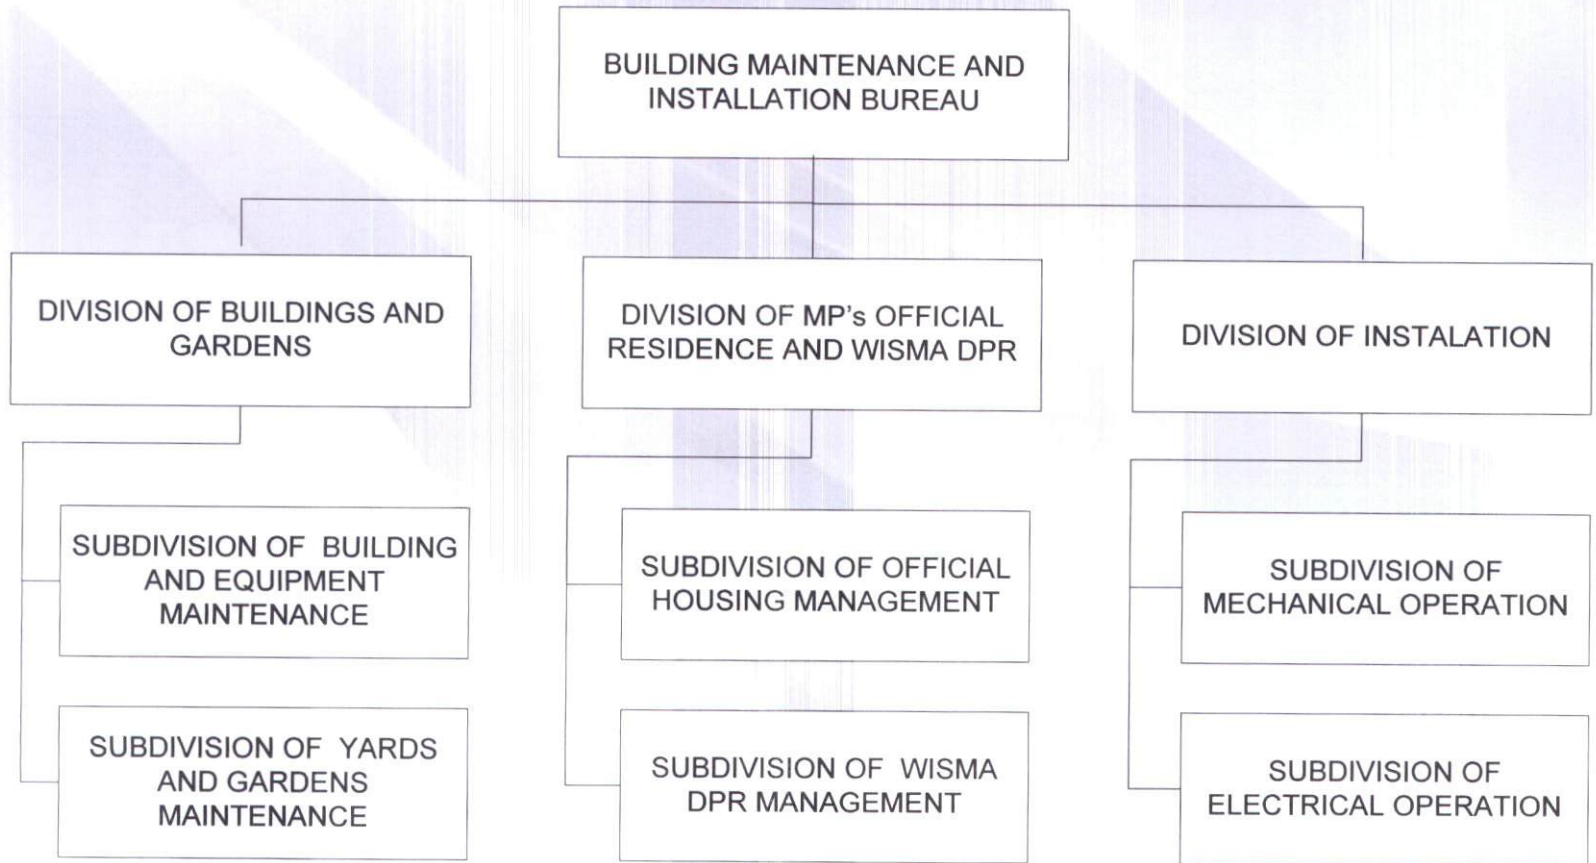 BUILDING MAINTENANCE AND
INSTALLATION BUREAU
DIVISION OF BUILDINGS AND
GARDENS
DIVISION OF MP's OFFICIAL
RESIDENCE AND WISMA DPR
DIVISION OF INSTALATION
SUBDIVISION OF BUILDING
AND EQUIPMENT
MAINTENANCE
SUBDIVISION OF OFFICIAL
HOUSING MANAGEMENT
SUBDIVISION OF
MECHANICAL OPERATION
SUBDIVISION OF YARDS
AND GARDENS
MAINTENANCE
SUBDIVISION OF WISMA
DPR MANAGEMENT
SUBDIVISION OF
ELECTRICAL OPERATION